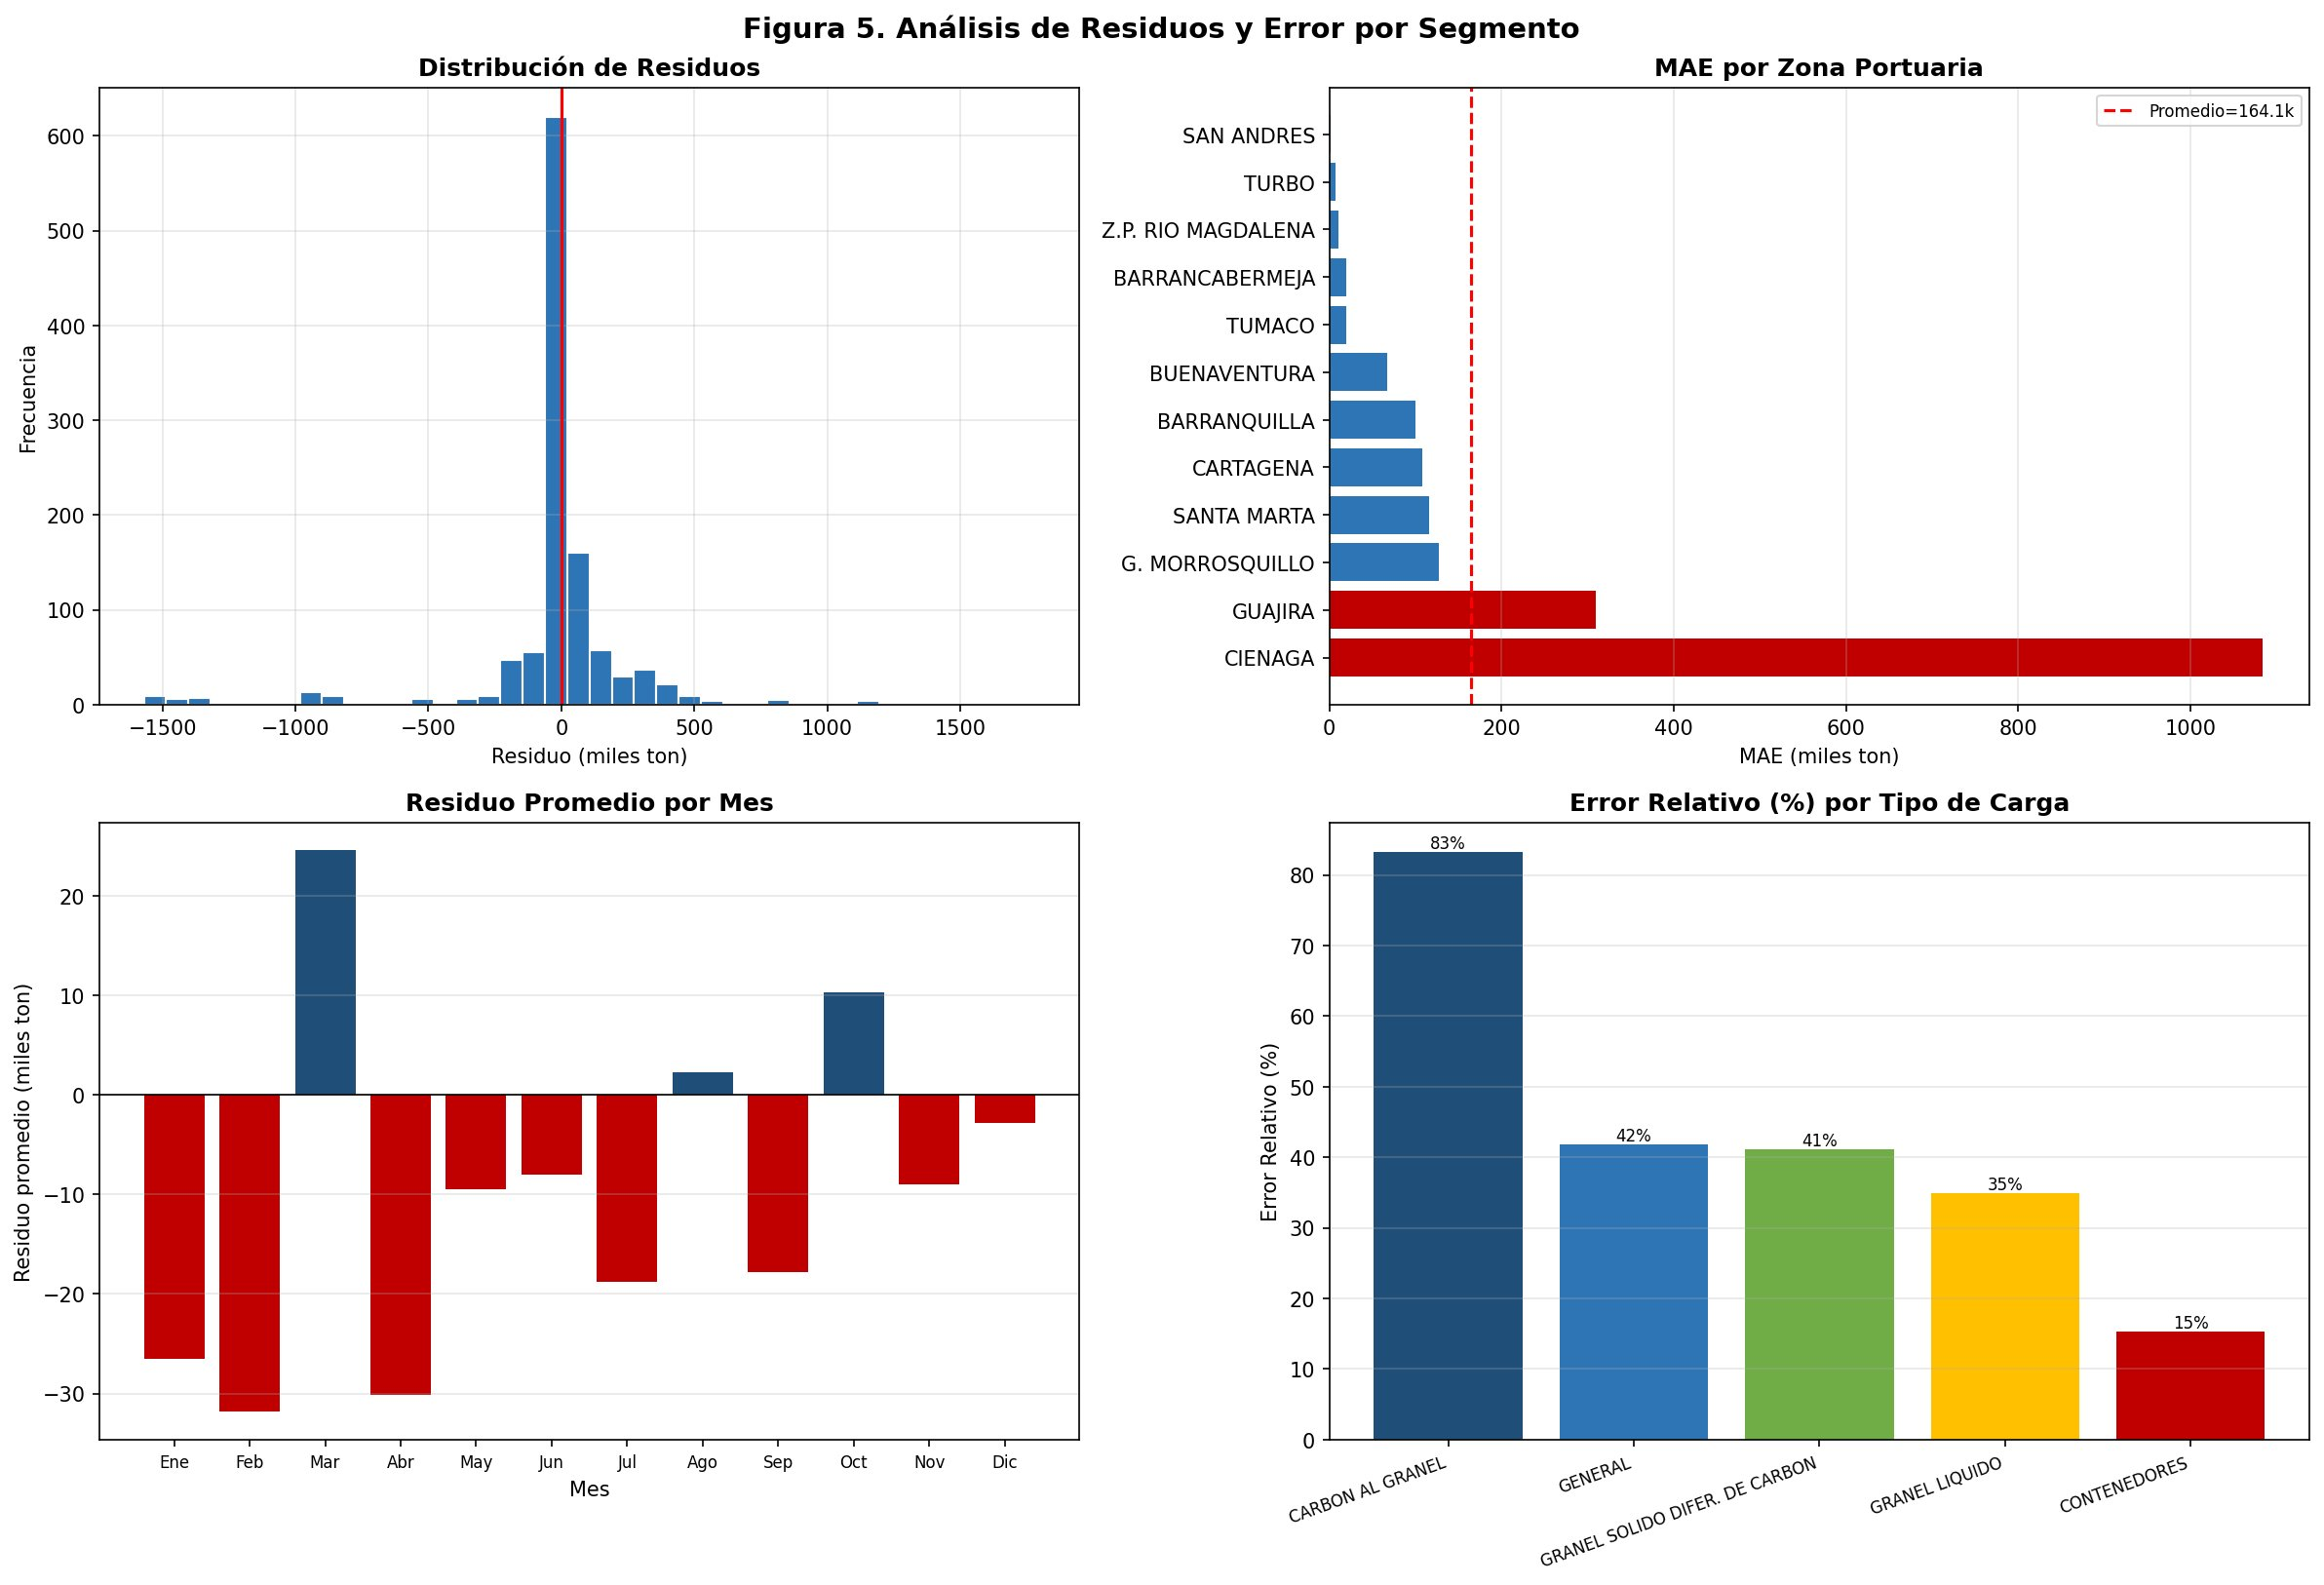 Figura 5. Análisis de Residuos y Error por Segmento
Distribución de Residuos
600
500
400
300
200
100
0
Frecuencia
−1500
−1000
−500
0
500
1000
1500
Residuo (miles ton)
MAE por Zona Portuaria
Promedio=164.1k
SAN ANDRES
TURBO
Z.P. RIO MAGDALENA
BARRANCABERMEJA
TUMACO
BUENAVENTURA
BARRANQUILLA
CARTAGENA
SANTA MARTA
G. MORROSQUILLO
GUAJIRA
CIENAGA
0
200
400
600
800
1000
MAE (miles ton)
Residuo Promedio por Mes
20
10
0
−10
−20
−30
Residuo promedio (miles ton)
Ene
Feb
Mar
Abr
May
Jun
Jul
Ago
Sep
Oct
Nov
Dic
Mes
Error Relativo (%) por Tipo de Carga
80
70
60
50
40
30
20
10
0
Error Relativo (%)
83%
42%
41%
35%
15%
CARBON AL GRANEL
GENERAL
GRANEL SOLIDO DIFER. DE CARBON
GRANEL LIQUIDO
CONTENEDORES